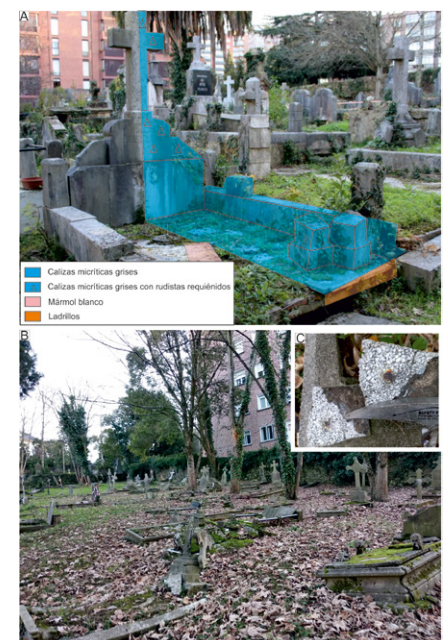 A
Calizas micríticas grises
Calizas micríticas grises con rudistas requiénidos
Mármol blanco
Ladrillos
B
C